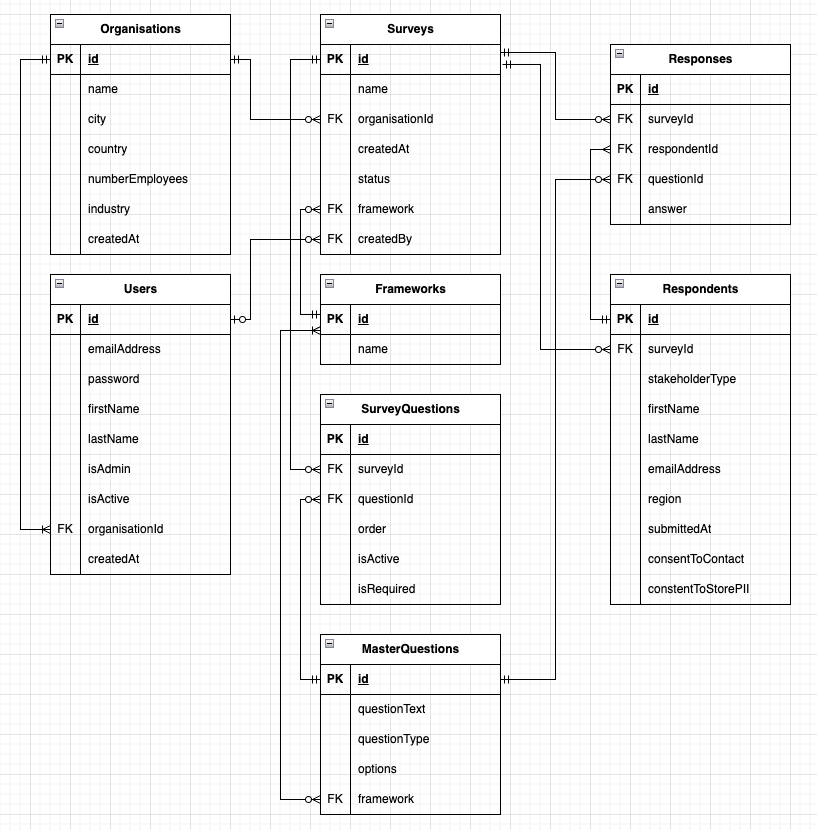 Organisations
PK id
name
city
country
numberEmployees
industry
createdAt
Users
PK id
emailAddress
password
firstName
lastName
isAdmin
isActive
FK organisationId
createdAt
Surveys
PK id
name
FK organisationId
createdAt
status
FK framework
FK createdBy
Frameworks
PK id
name
SurveyQuestions
PK id
FK surveyId
FK questionId
order
isActive
isRequired
MasterQuestions
PK id
questionText
questionType
options
FK framework
Responses
PK id
FK surveyId
FK respondentId
FK questionId
answer
Respondents
PK id
FK surveyId
stakeholderType
firstName
lastName
emailAddress
region
submittedAt
consentToContact
constentToStorePII